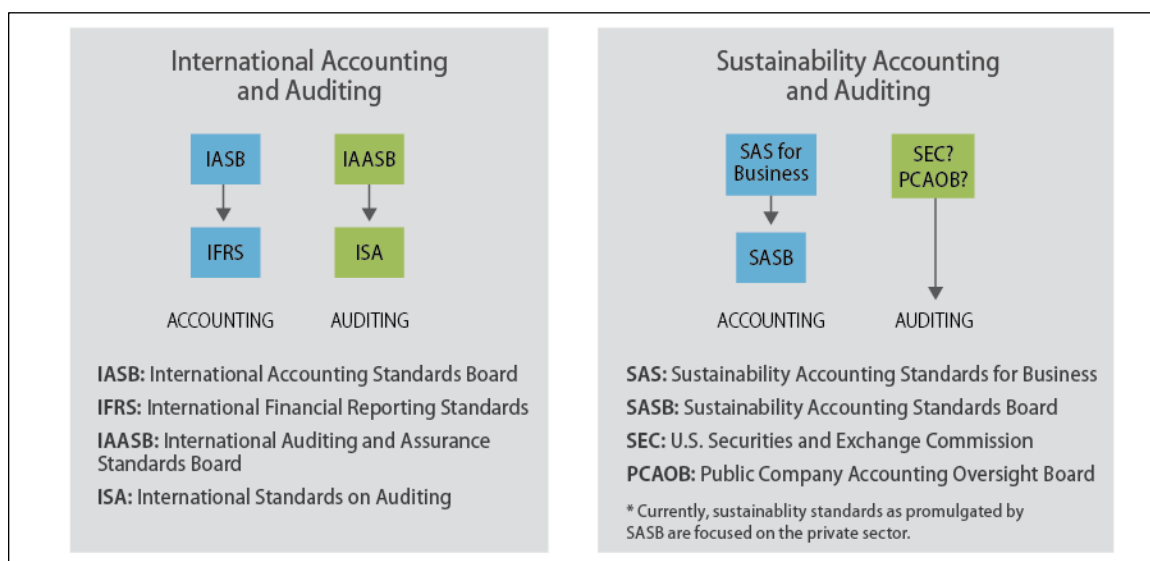 International Accounting
and Auditing
IASB
IAASB
IFRS
ISA
ACCOUNTING
AUDITING
IASB: International Accounting Standards Board
IFRS: International Financial Reporting Standards
IAASB: International Auditing and Assurance
Standards Board
ISA: International Standards on Auditing
Sustainability Accounting
and Auditing
SAS for
Business
SEC?
PCAOB?
SASB
ACCOUNTING
AUDITING
SAS: Sustainability Accounting Standards for Business
SASB: Sustainability Accounting Standards Board
SEC: U.S. Securities and Exchange Commission
PCAOB: Public Company Accounting Oversight Board
* Currently, sustainablity standards as promulgated by
SASB are focused on the private sector.